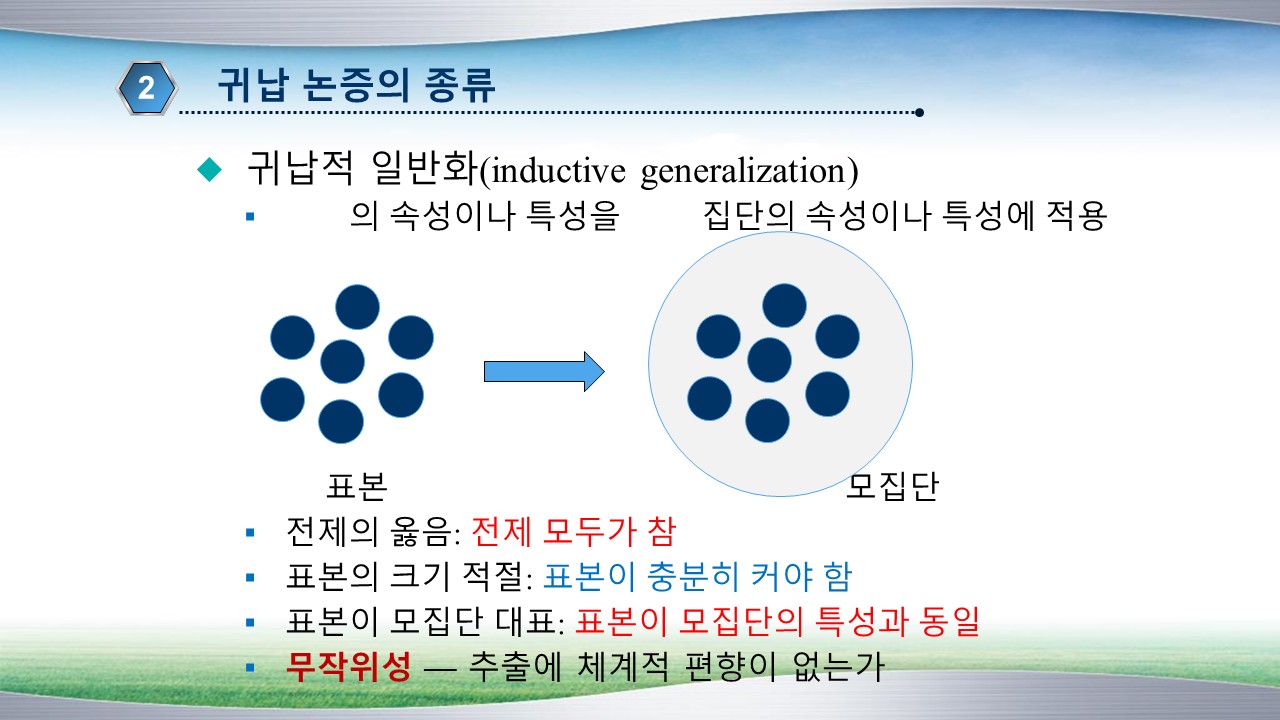 2 귀납 논증의 종류
귀납적 일반화(inductive generalization)
의 속성이나 특성을 집단의 속성이나 특성에 적용
표본 모집단
전제의 옳음: 전제 모두가 참
표본의 크기 적절: 표본이 충분히 커야 함
표본이 모집단 대표: 표본이 모집단의 특성과 동일
무작위성 — 추출에 체계적 편향이 없는가